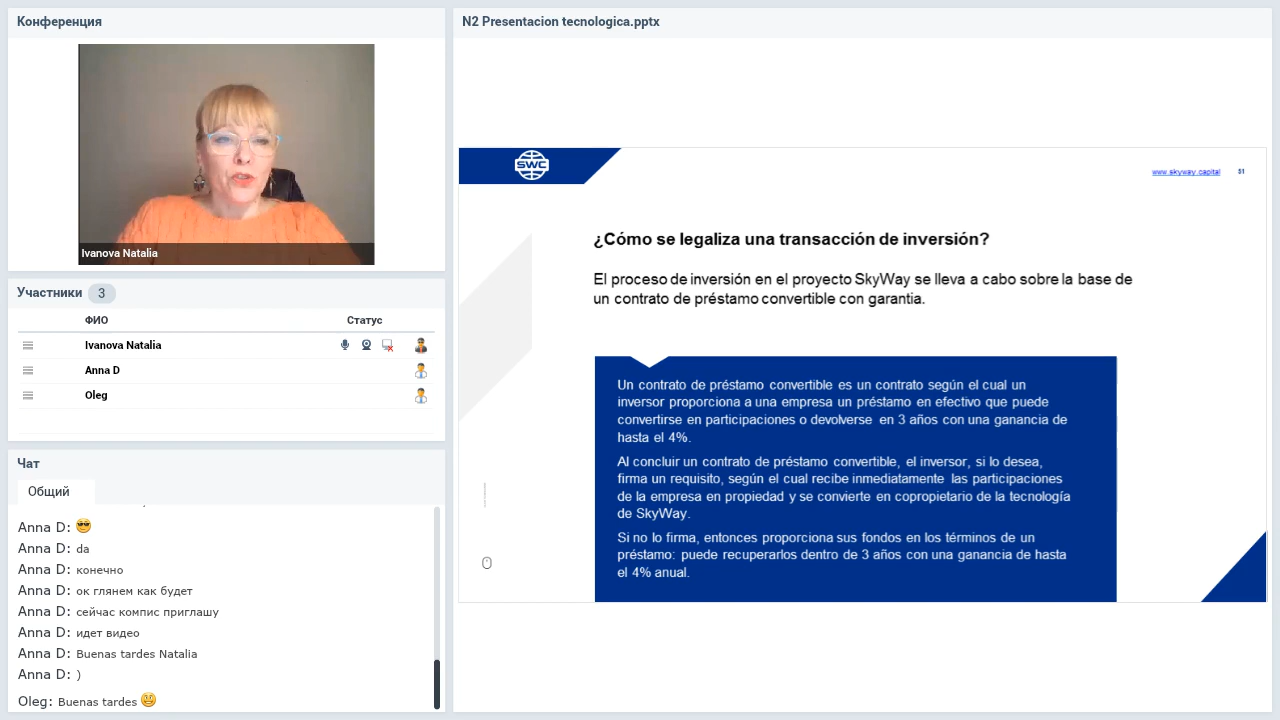 Конференция
Ivanova Natalia
Участники 3
ФИО Статус
Ivanova Natalia
Anna D
Oleg
Чат
Общий
Anna D:
Anna D: da
Anna D: конечно
Anna D: ок глянем как будет
Anna D: сейчас компис приглашу
Anna D: идет видео
Anna D: Buenas tardes Natalia
Anna D: )
Oleg: Buenas tardes
N2 Presentacion tecnologica.pptx
SWC
www.skyway.capital 51
¿Cómo se legaliza una transacción de inversión?
El proceso de inversión en el proyecto SkyWay se lleva a cabo sobre la base de
un contrato de préstamo convertible con garantia.
Un contrato de préstamo convertible es un contrato según el cual un
inversor proporciona a una empresa un préstamo en efectivo que puede
convertirse en participaciones o devolverse en 3 años con una ganancia de
hasta el 4%.
Al concluir un contrato de préstamo convertible, el inversor, si lo desea,
firma un requisito, según el cual recibe inmediatamente las participaciones
de la empresa en propiedad y se convierte en copropietario de la tecnología
de SkyWay.
Si no lo firma, entonces proporciona sus fondos en los términos de un
préstamo: puede recuperarlos dentro de 3 años con una ganancia de hasta
el 4% anual.